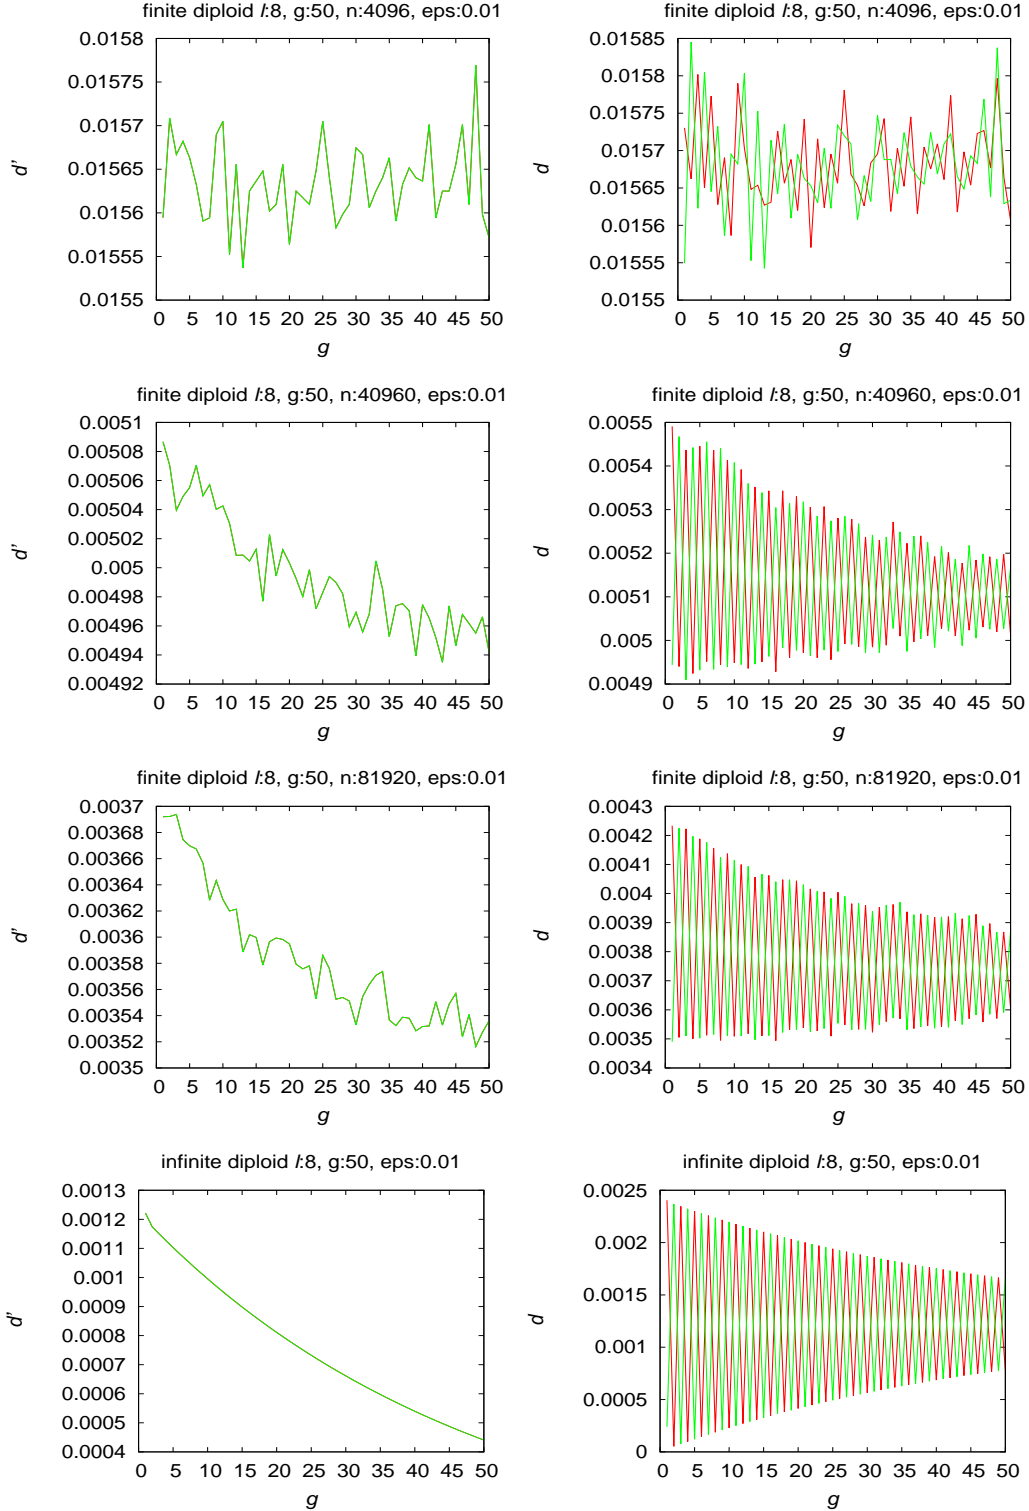 finite diploid l:8, g:50, n:4096, eps:0.01
0.0158
0.01575
0.0157
0.01565
0.0156
0.01555
0.0155
d'
0 5 10 15 20 25 30 35 40 45 50
g
finite diploid l:8, g:50, n:4096, eps:0.01
0.01585
0.0158
0.01575
0.0157
0.01565
0.0156
0.01555
0.0155
d
0 5 10 15 20 25 30 35 40 45 50
g
finite diploid l:8, g:50, n:40960, eps:0.01
0.0051
0.00508
0.00506
0.00504
0.00502
0.005
0.00498
0.00496
0.00494
0.00492
d'
0 5 10 15 20 25 30 35 40 45 50
g
finite diploid l:8, g:50, n:40960, eps:0.01
0.0055
0.0054
0.0053
0.0052
0.0051
0.005
0.0049
d
0 5 10 15 20 25 30 35 40 45 50
g
finite diploid l:8, g:50, n:81920, eps:0.01
0.0037
0.00368
0.00366
0.00364
0.00362
0.0036
0.00358
0.00356
0.00354
0.00352
0.0035
d'
0 5 10 15 20 25 30 35 40 45 50
g
finite diploid l:8, g:50, n:81920, eps:0.01
0.0043
0.0042
0.0041
0.004
0.0039
0.0038
0.0037
0.0036
0.0035
0.0034
d
0 5 10 15 20 25 30 35 40 45 50
g
infinite diploid l:8, g:50, eps:0.01
0.0013
0.0012
0.0011
0.001
0.0009
0.0008
0.0007
0.0006
0.0005
0.0004
d'
0 5 10 15 20 25 30 35 40 45 50
g
infinite diploid l:8, g:50, eps:0.01
0.0025
0.002
0.0015
0.001
0.0005
0
d
0 5 10 15 20 25 30 35 40 45 50
g